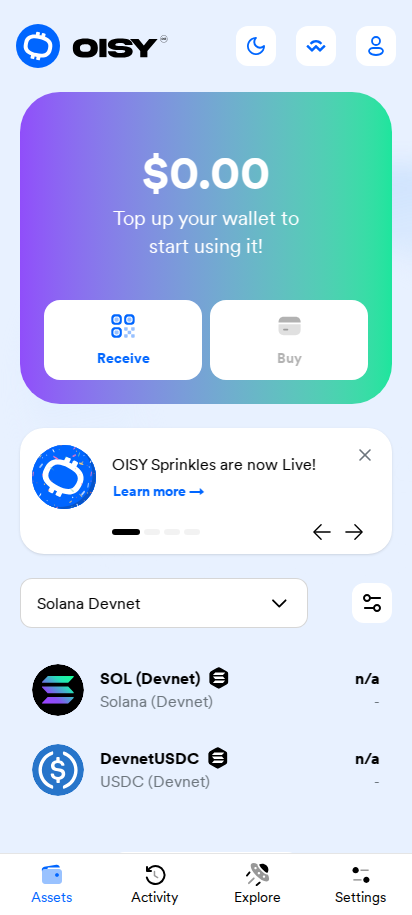 OISY
$0.00
Top up your wallet to
start using it!
Receive
Buy
OISY Sprinkles are now Live!
Learn more →
Solana Devnet
SOL (Devnet)
n/a
Solana (Devnet)
-
DevnetUSDC
n/a
USDC (Devnet)
-
Assets
Activity
Explore
Settings